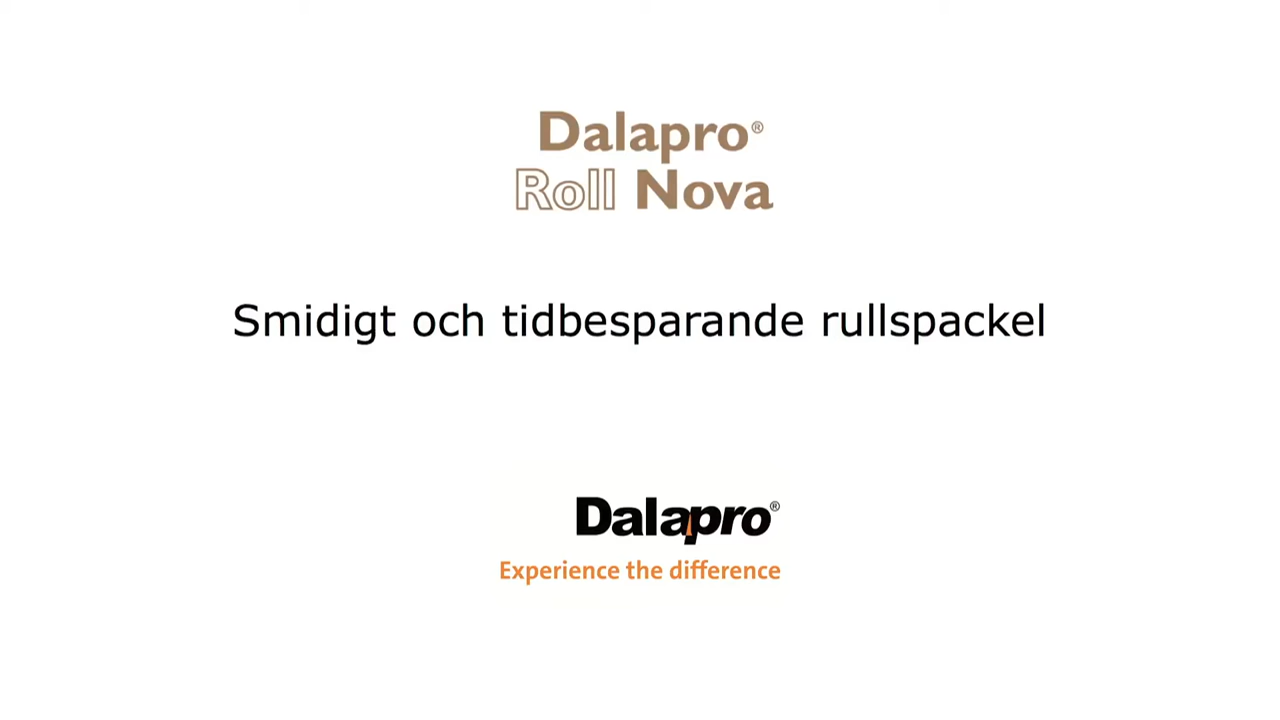 Dalapro®
Roll Nova
Smidigt och tidbesparande rullspackel
Dalapro®
Experience the difference